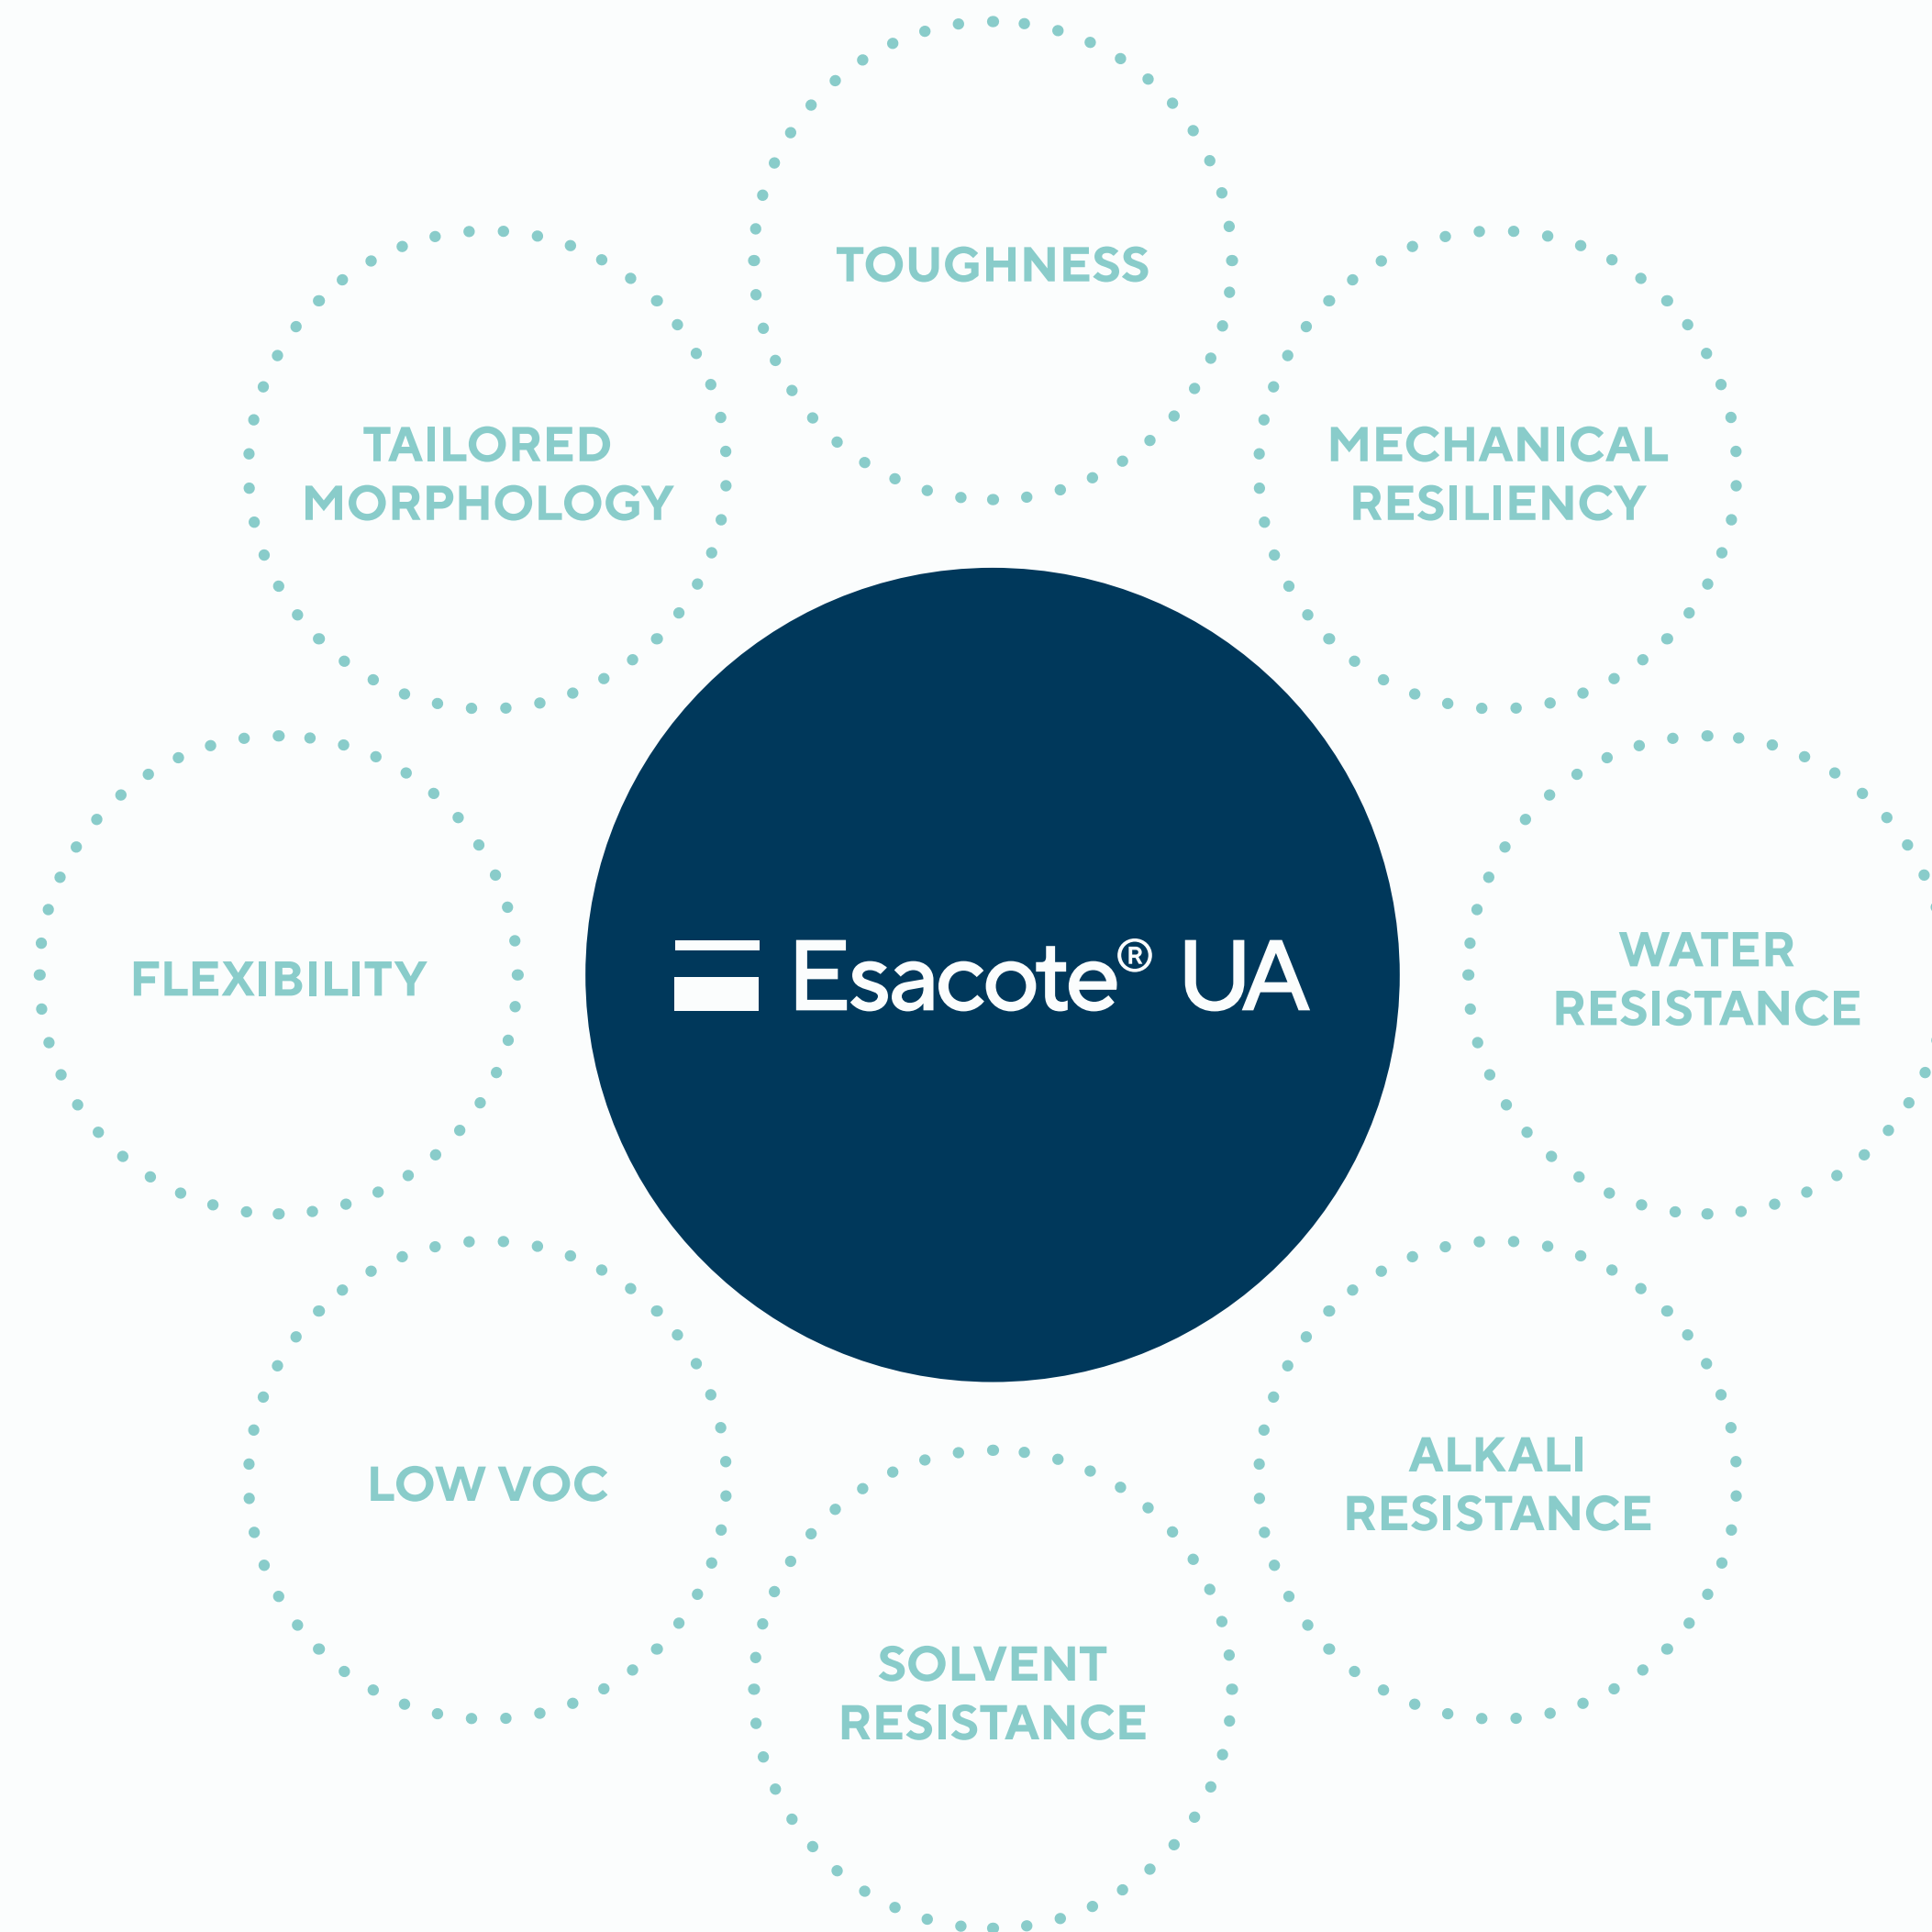 TOUGHNESS
TAILORED
MORPHOLOGY
MECHANICAL
RESILIENCY
FLEXIBILITY
Esacote® UA
WATER
RESISTANCE
LOW VOC
ALKALI
RESISTANCE
SOLVENT
RESISTANCE